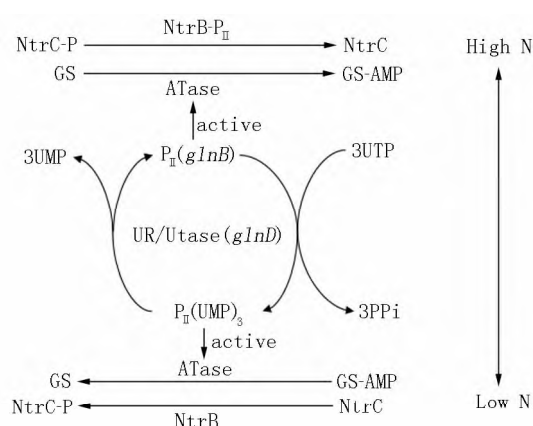 NtrB-PⅡ
NtrC-P NtrC High N
GS GS-AMP
ATase
active
3UMP PⅡ(glnB) 3UTP
UR/Utase(glnD)
PⅡ(UMP)3 3PPi
active
ATase
GS GS-AMP
NtrC-P NtrC Low N
NtrB